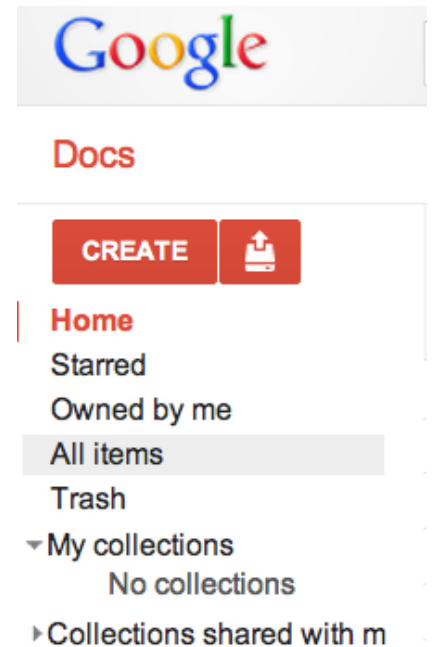 Google
Docs
CREATE
Home
Starred
Owned by me
All items
Trash
My collections
No collections
Collections shared with m